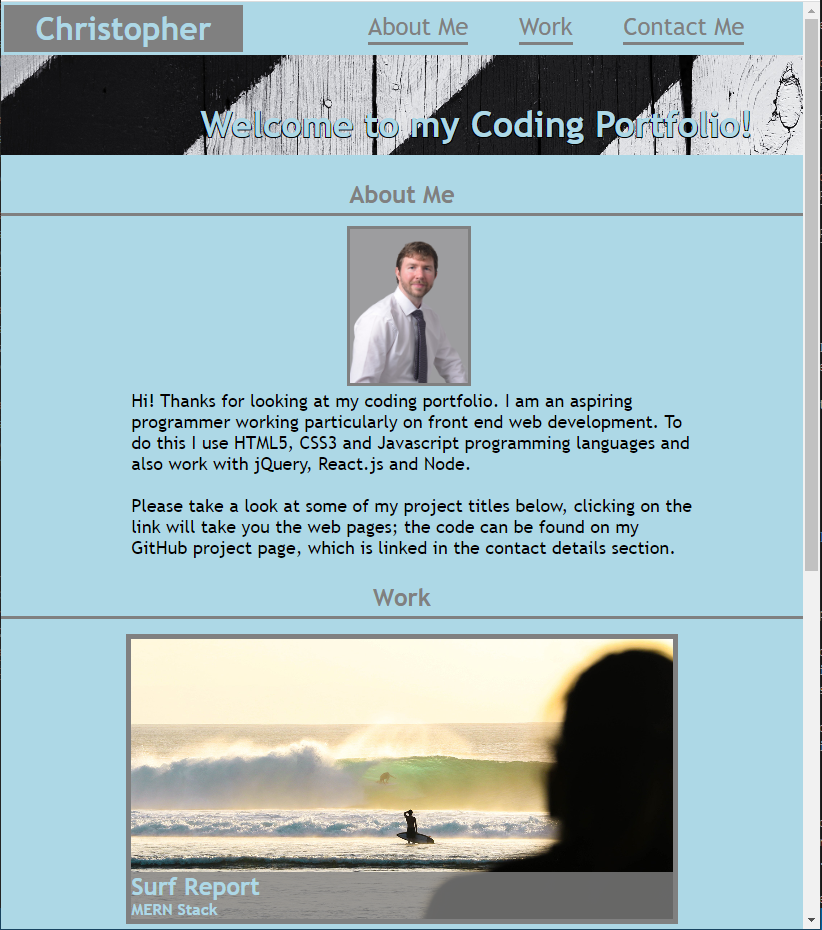 Christopher
About Me Work Contact Me
Welcome to my Coding Portfolio!
About Me
Hi! Thanks for looking at my coding portfolio. I am an aspiring
programmer working particularly on front end web development. To
do this I use HTML5, CSS3 and Javascript programming languages and
also work with jQuery, React.js and Node.
Please take a look at some of my project titles below, clicking on the
link will take you the web pages; the code can be found on my
GitHub project page, which is linked in the contact details section.
Work
Surf Report
MERN Stack